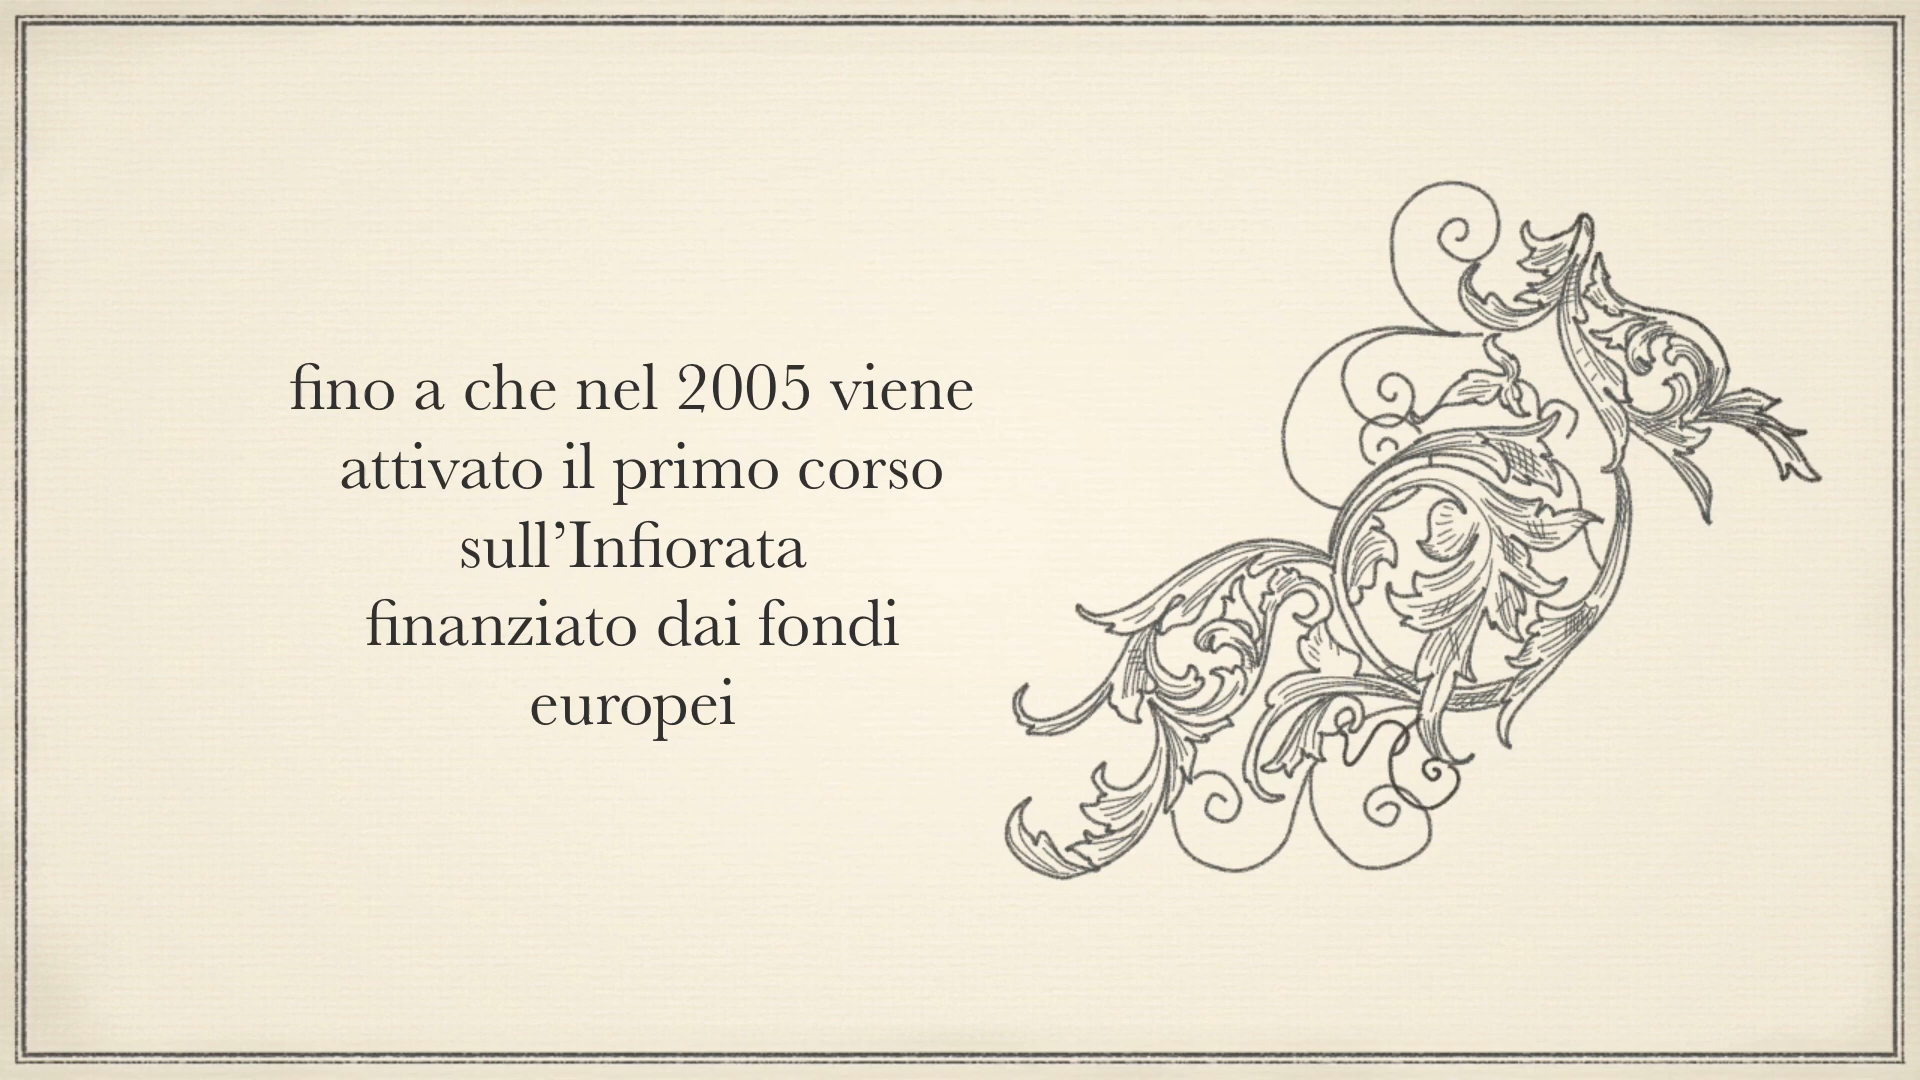 fino a che nel 2005 viene
attivato il primo corso
sull’Infiorata
finanziato dai fondi
europei